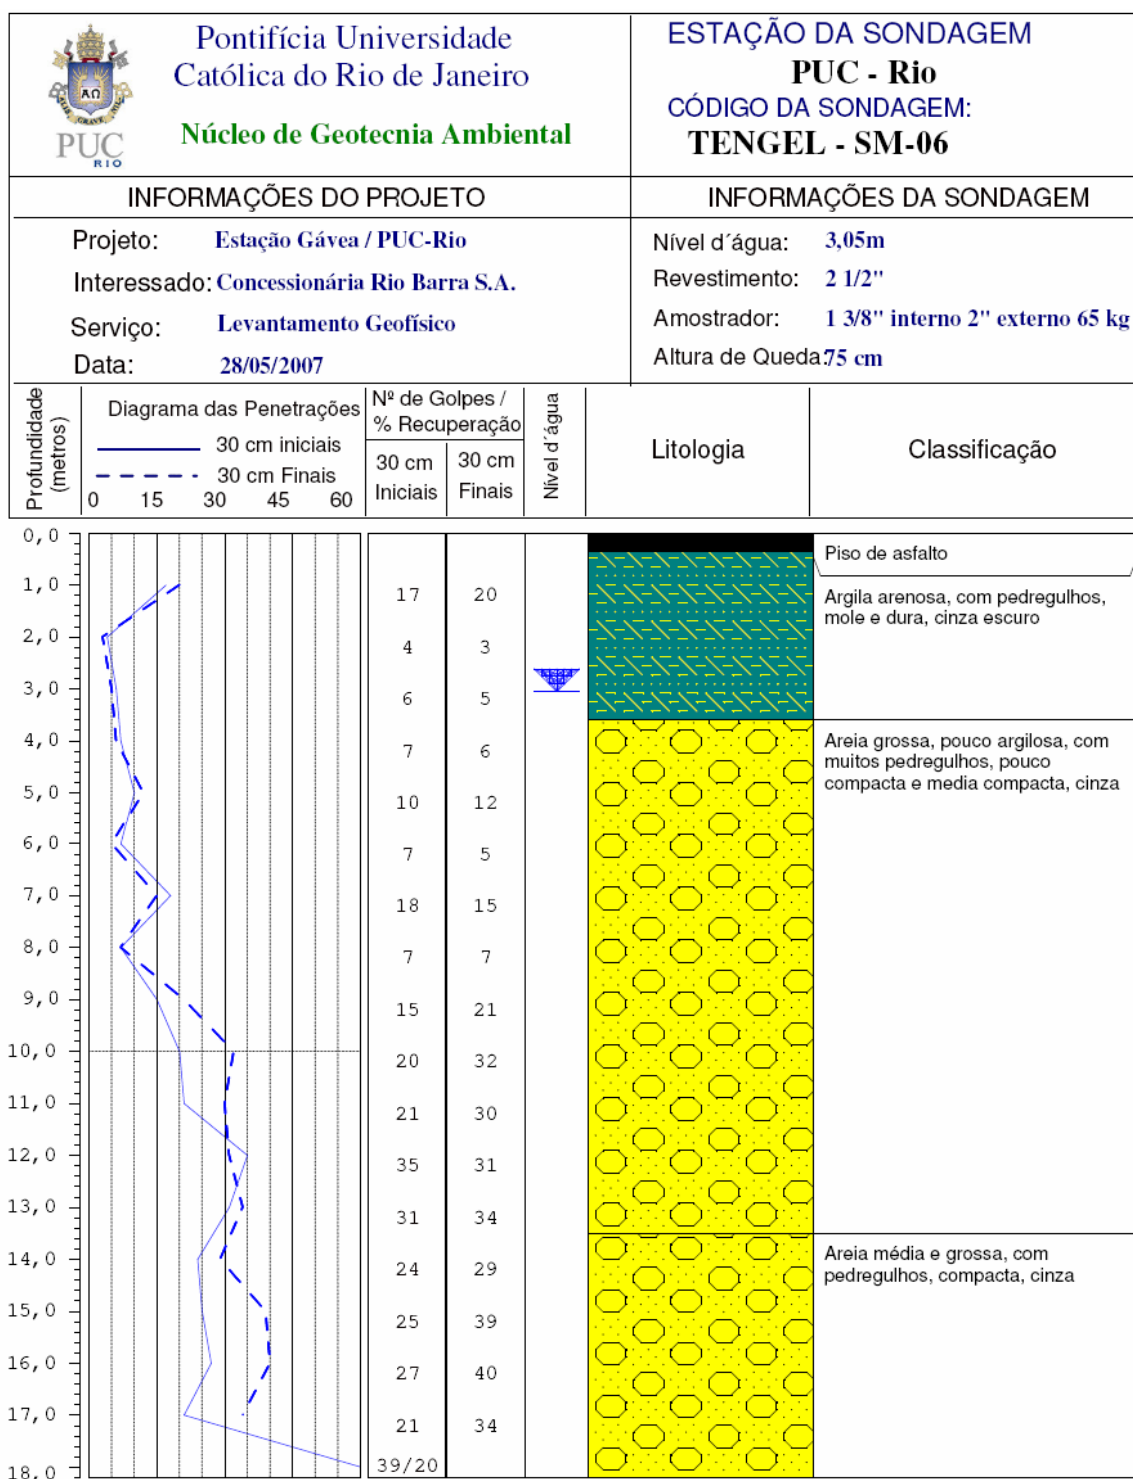 Pontifícia Universidade
Católica do Rio de Janeiro
Núcleo de Geotecnia Ambiental
ΑΩ
ALIS GRAVE NIL
PUC
RIO
ESTAÇÃO DA SONDAGEM
PUC - Rio
CÓDIGO DA SONDAGEM:
TENGEL - SM-06
INFORMAÇÕES DO PROJETO
Projeto: Estação Gávea / PUC-Rio
Interessado: Concessionária Rio Barra S.A.
Serviço: Levantamento Geofísico
Data: 28/05/2007
INFORMAÇÕES DA SONDAGEM
Nível d´água: 3,05m
Revestimento: 2 1/2"
Amostrador: 1 3/8" interno 2" externo 65 kg
Altura de Queda: 75 cm
Profundidade
(metros)
Diagrama das Penetrações
30 cm iniciais
30 cm Finais
0 15 30 45 60
Nº de Golpes /
% Recuperação
30 cm
Iniciais
30 cm
Finais
Nível d´água
Litologia
Classificação
0,0
Piso de asfalto
1,0 17 20
Argila arenosa, com pedregulhos,
mole e dura, cinza escuro
2,0 4 3
3,0 6 5
4,0 7 6
Areia grossa, pouco argilosa, com
muitos pedregulhos, pouco
compacta e media compacta, cinza
5,0 10 12
6,0 7 5
7,0 18 15
8,0 7 7
9,0 15 21
10,0 20 32
11,0 21 30
12,0 35 31
13,0 31 34
14,0 24 29
Areia média e grossa, com
pedregulhos, compacta, cinza
15,0 25 39
16,0 27 40
17,0 21 34
18,0 39/20